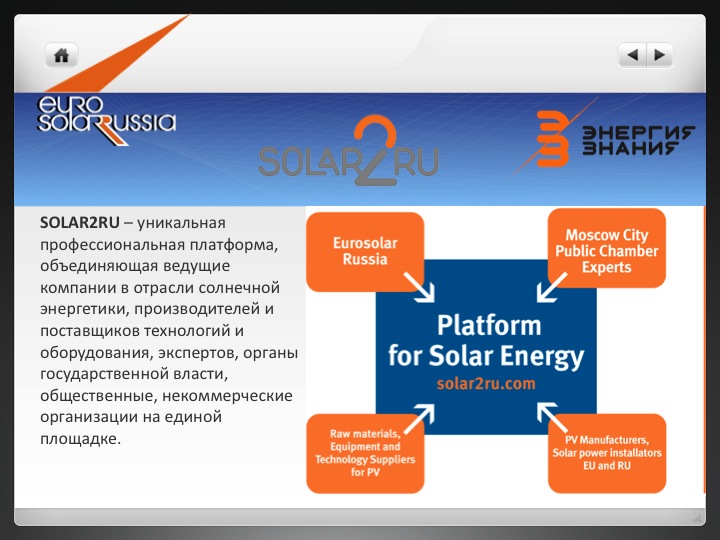 euro
solarrussia
SOLAR2RU
ЭНЕРГИЯ
ЗНАНИЯ
SOLAR2RU – уникальная
профессиональная платформа,
объединяющая ведущие
компании в отрасли солнечной
энергетики, производителей и
поставщиков технологий и
оборудования, экспертов, органы
государственной власти,
общественные, некоммерческие
организации на единой
площадке.
Eurosolar
Russia
Moscow City
Public Chamber
Experts
Platform
for Solar Energy
solar2ru.com
Raw materials,
Equipment and
Technology Suppliers
for PV
PV Manufacturers,
Solar power installators
EU and RU